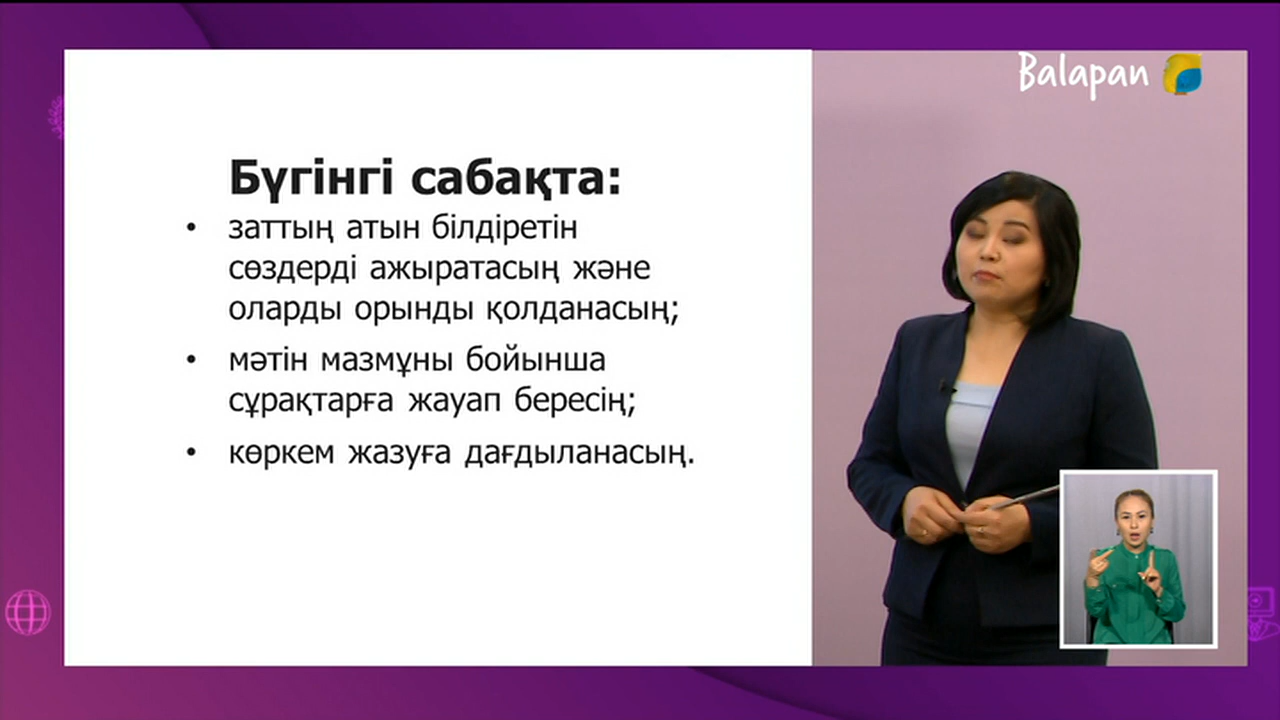 Balapan
Бүгінгі сабақта:
• заттың атын білдіретін
сөздерді ажыратасың және
оларды орынды қолданасың;
• мәтін мазмұны бойынша
сұрақтарға жауап бересің;
• көркем жазуға дағдыланасың.